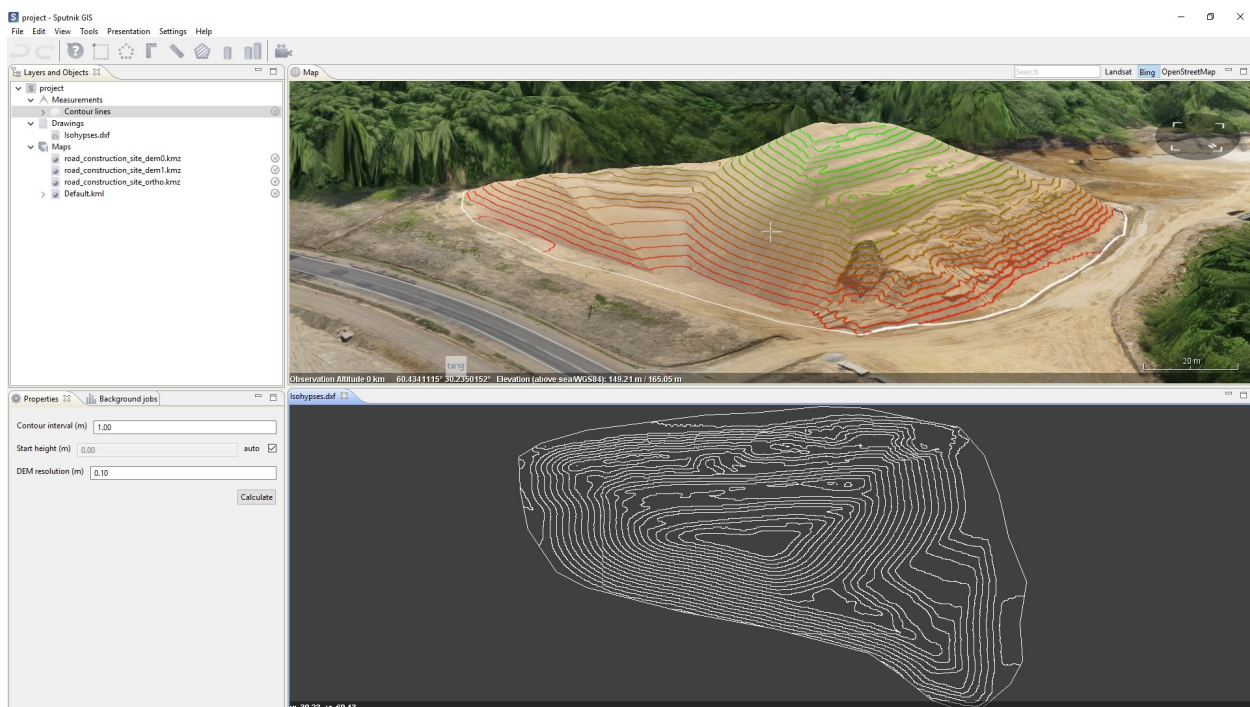 S project - Sputnik GIS
File Edit View Tools Presentation Settings Help
Layers and Objects
Map
Search
Landsat Bing OpenStreetMap
S project
Measurements
Contour lines
Drawings
Isohypses.dxf
Maps
road_construction_site_dem0.kmz
road_construction_site_dem1.kmz
road_construction_site_ortho.kmz
Default.kml
20 m
bing
Observation Altitude 0 km 60.4341115° 30.2350152° Elevation (above sea/WGS84): 149.21 m / 165.05 m
Properties Background jobs
Isohypses.dxf
Contour interval (m) 1.00
Start height (m) 0.00 auto
DEM resolution (m) 0.10
Calculate